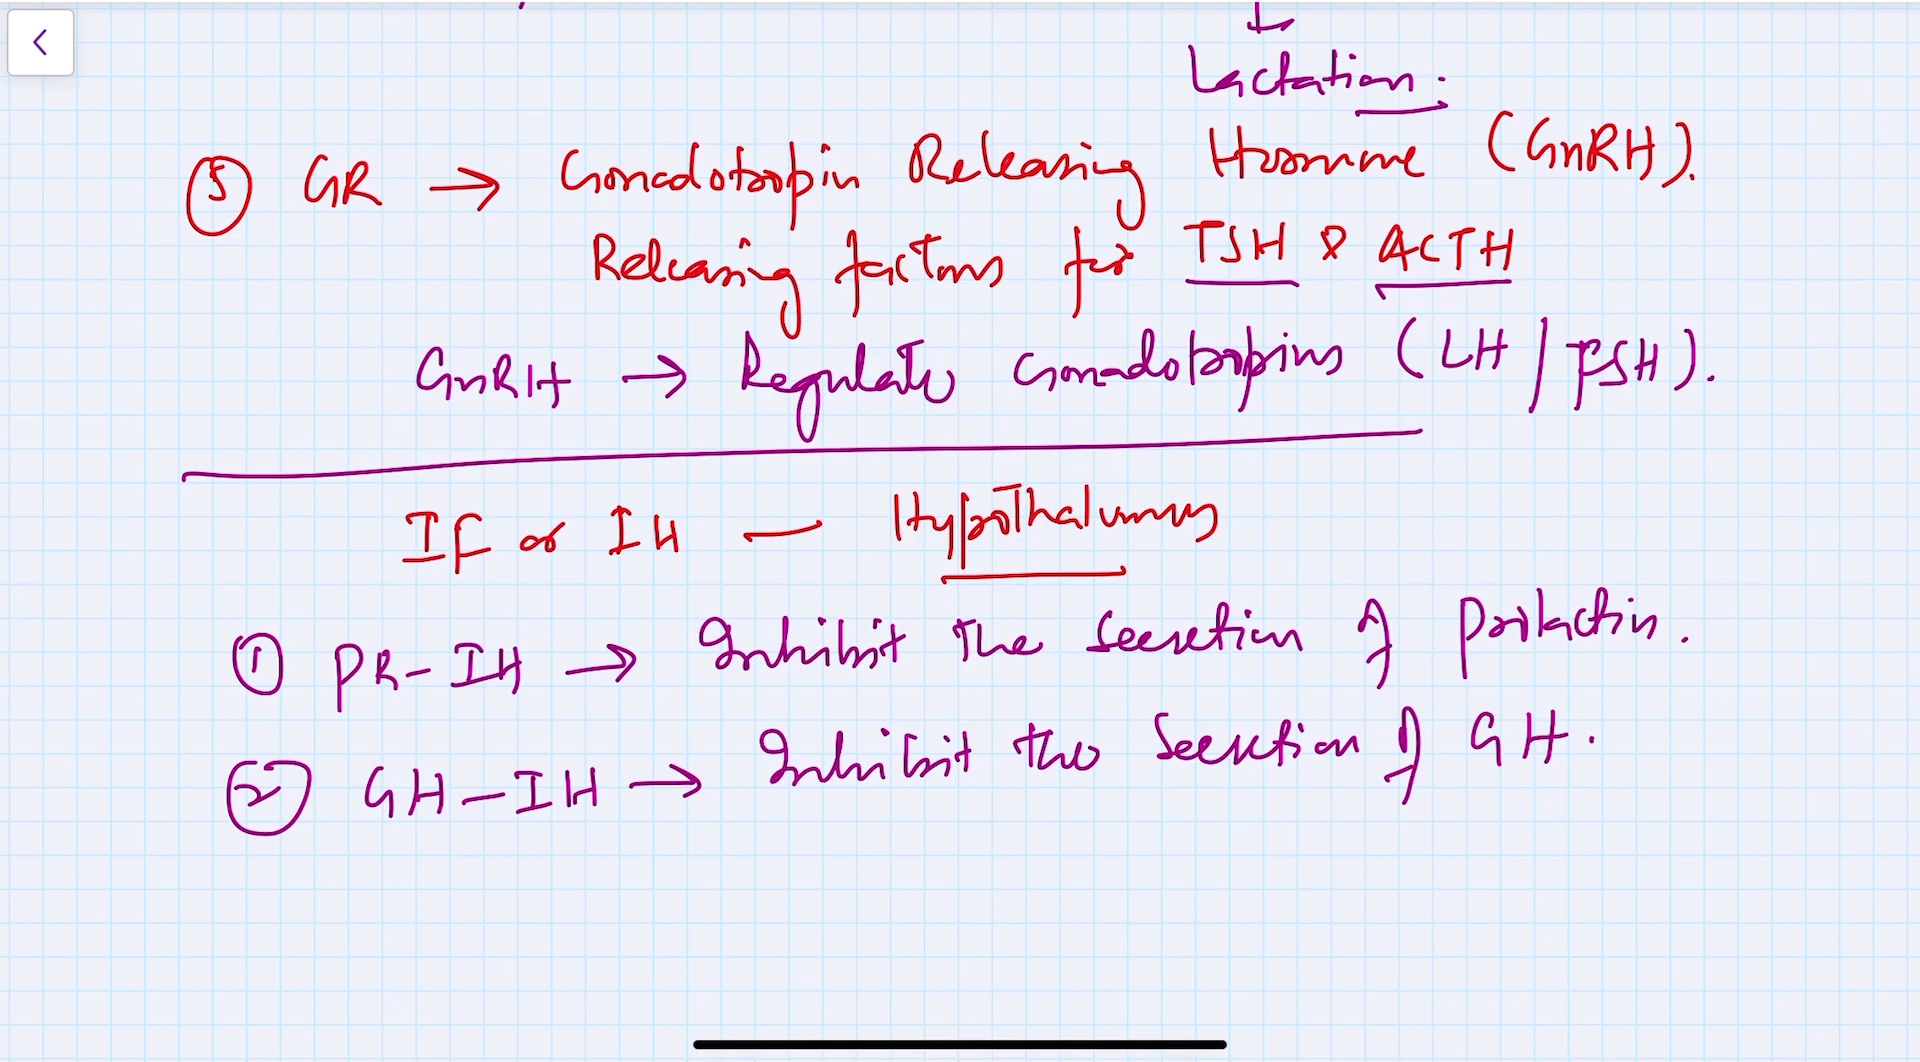 Lactation.
⑤ GR → Gonadotropin Releasing Hormone (GnRH).
Releasing factors for TSH & ACTH
GnRH → Regulate Gonadotropins (LH / FSH).
IF or IH — Hypothalamus
① PR-IH → Inhibit the secretion of Prolactin.
② GH-IH → Inhibit the secretion of GH.